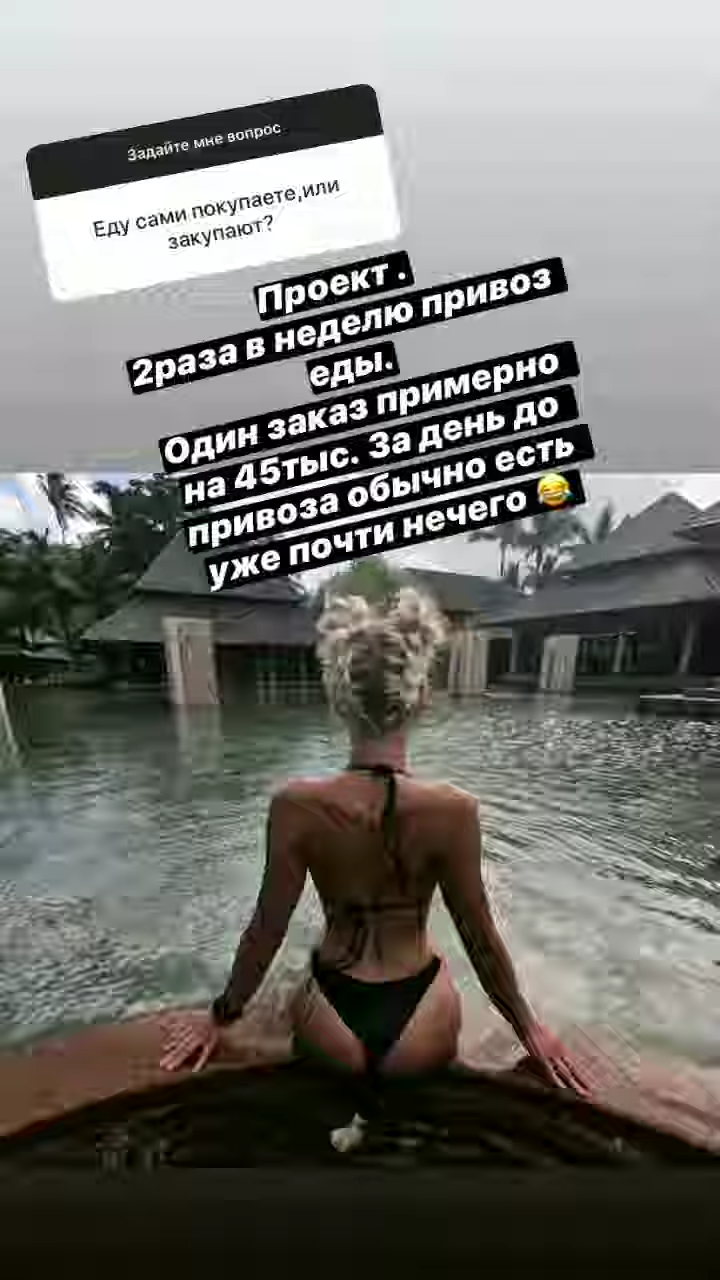 Задайте мне вопрос
Еду сами покупаете,или
закупают?
Проект .
2раза в неделю привоз
еды.
Один заказ примерно
на 45тыс. За день до
привоза обычно есть
уже почти нечего 😂